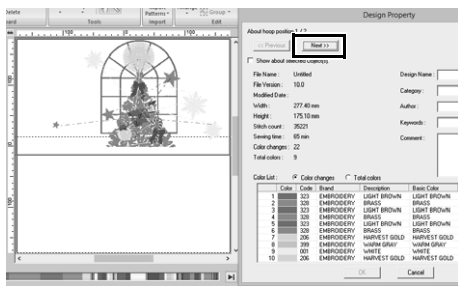 Delete
Patterns
Group
Edit
Tools
Import
Edit
Design Property
About hoop position 1 / 2
<< Previous
Next >>
Show about selected object(s)
File Name : Untitled
Design Name :
File Version : 10.0
Category :
Modified Date :
Width : 277.40 mm
Author :
Height : 175.10 mm
Keywords :
Stitch count : 35221
Sewing time : 65 min
Comment :
Color changes : 22
Total colors : 9
Color List : Color changes Total colors
Color Code Brand Description Basic Color
1 323 EMBROIDERY LIGHT BROWN LIGHT BROWN
2 328 EMBROIDERY BRASS BRASS
3 323 EMBROIDERY LIGHT BROWN LIGHT BROWN
4 328 EMBROIDERY BRASS BRASS
5 323 EMBROIDERY LIGHT BROWN LIGHT BROWN
6 328 EMBROIDERY BRASS BRASS
7 206 EMBROIDERY HARVEST GOLD HARVEST GOLD
8 399 EMBROIDERY WARM GRAY WARM GRAY
9 001 EMBROIDERY WHITE WHITE
10 206 EMBROIDERY HARVEST GOLD HARVEST GOLD
OK
Cancel